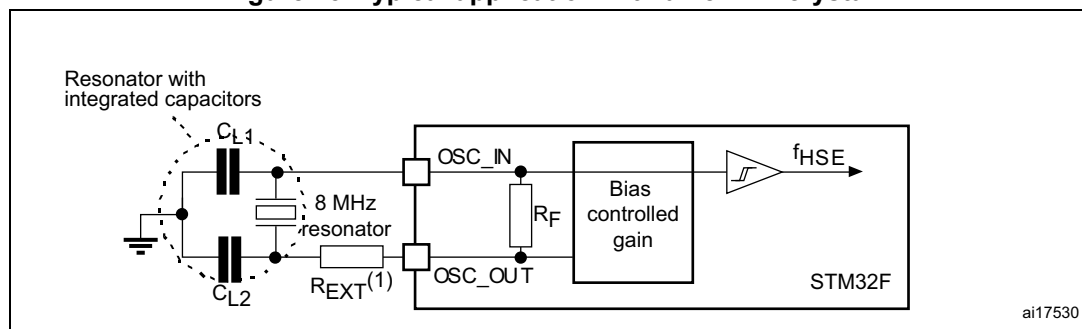 Resonator with
integrated capacitors
CL1
OSC_IN
fHSE
8 MHz
resonator
RF
Bias
controlled
gain
REXT(1)
OSC_OUT
STM32F
CL2
ai17530